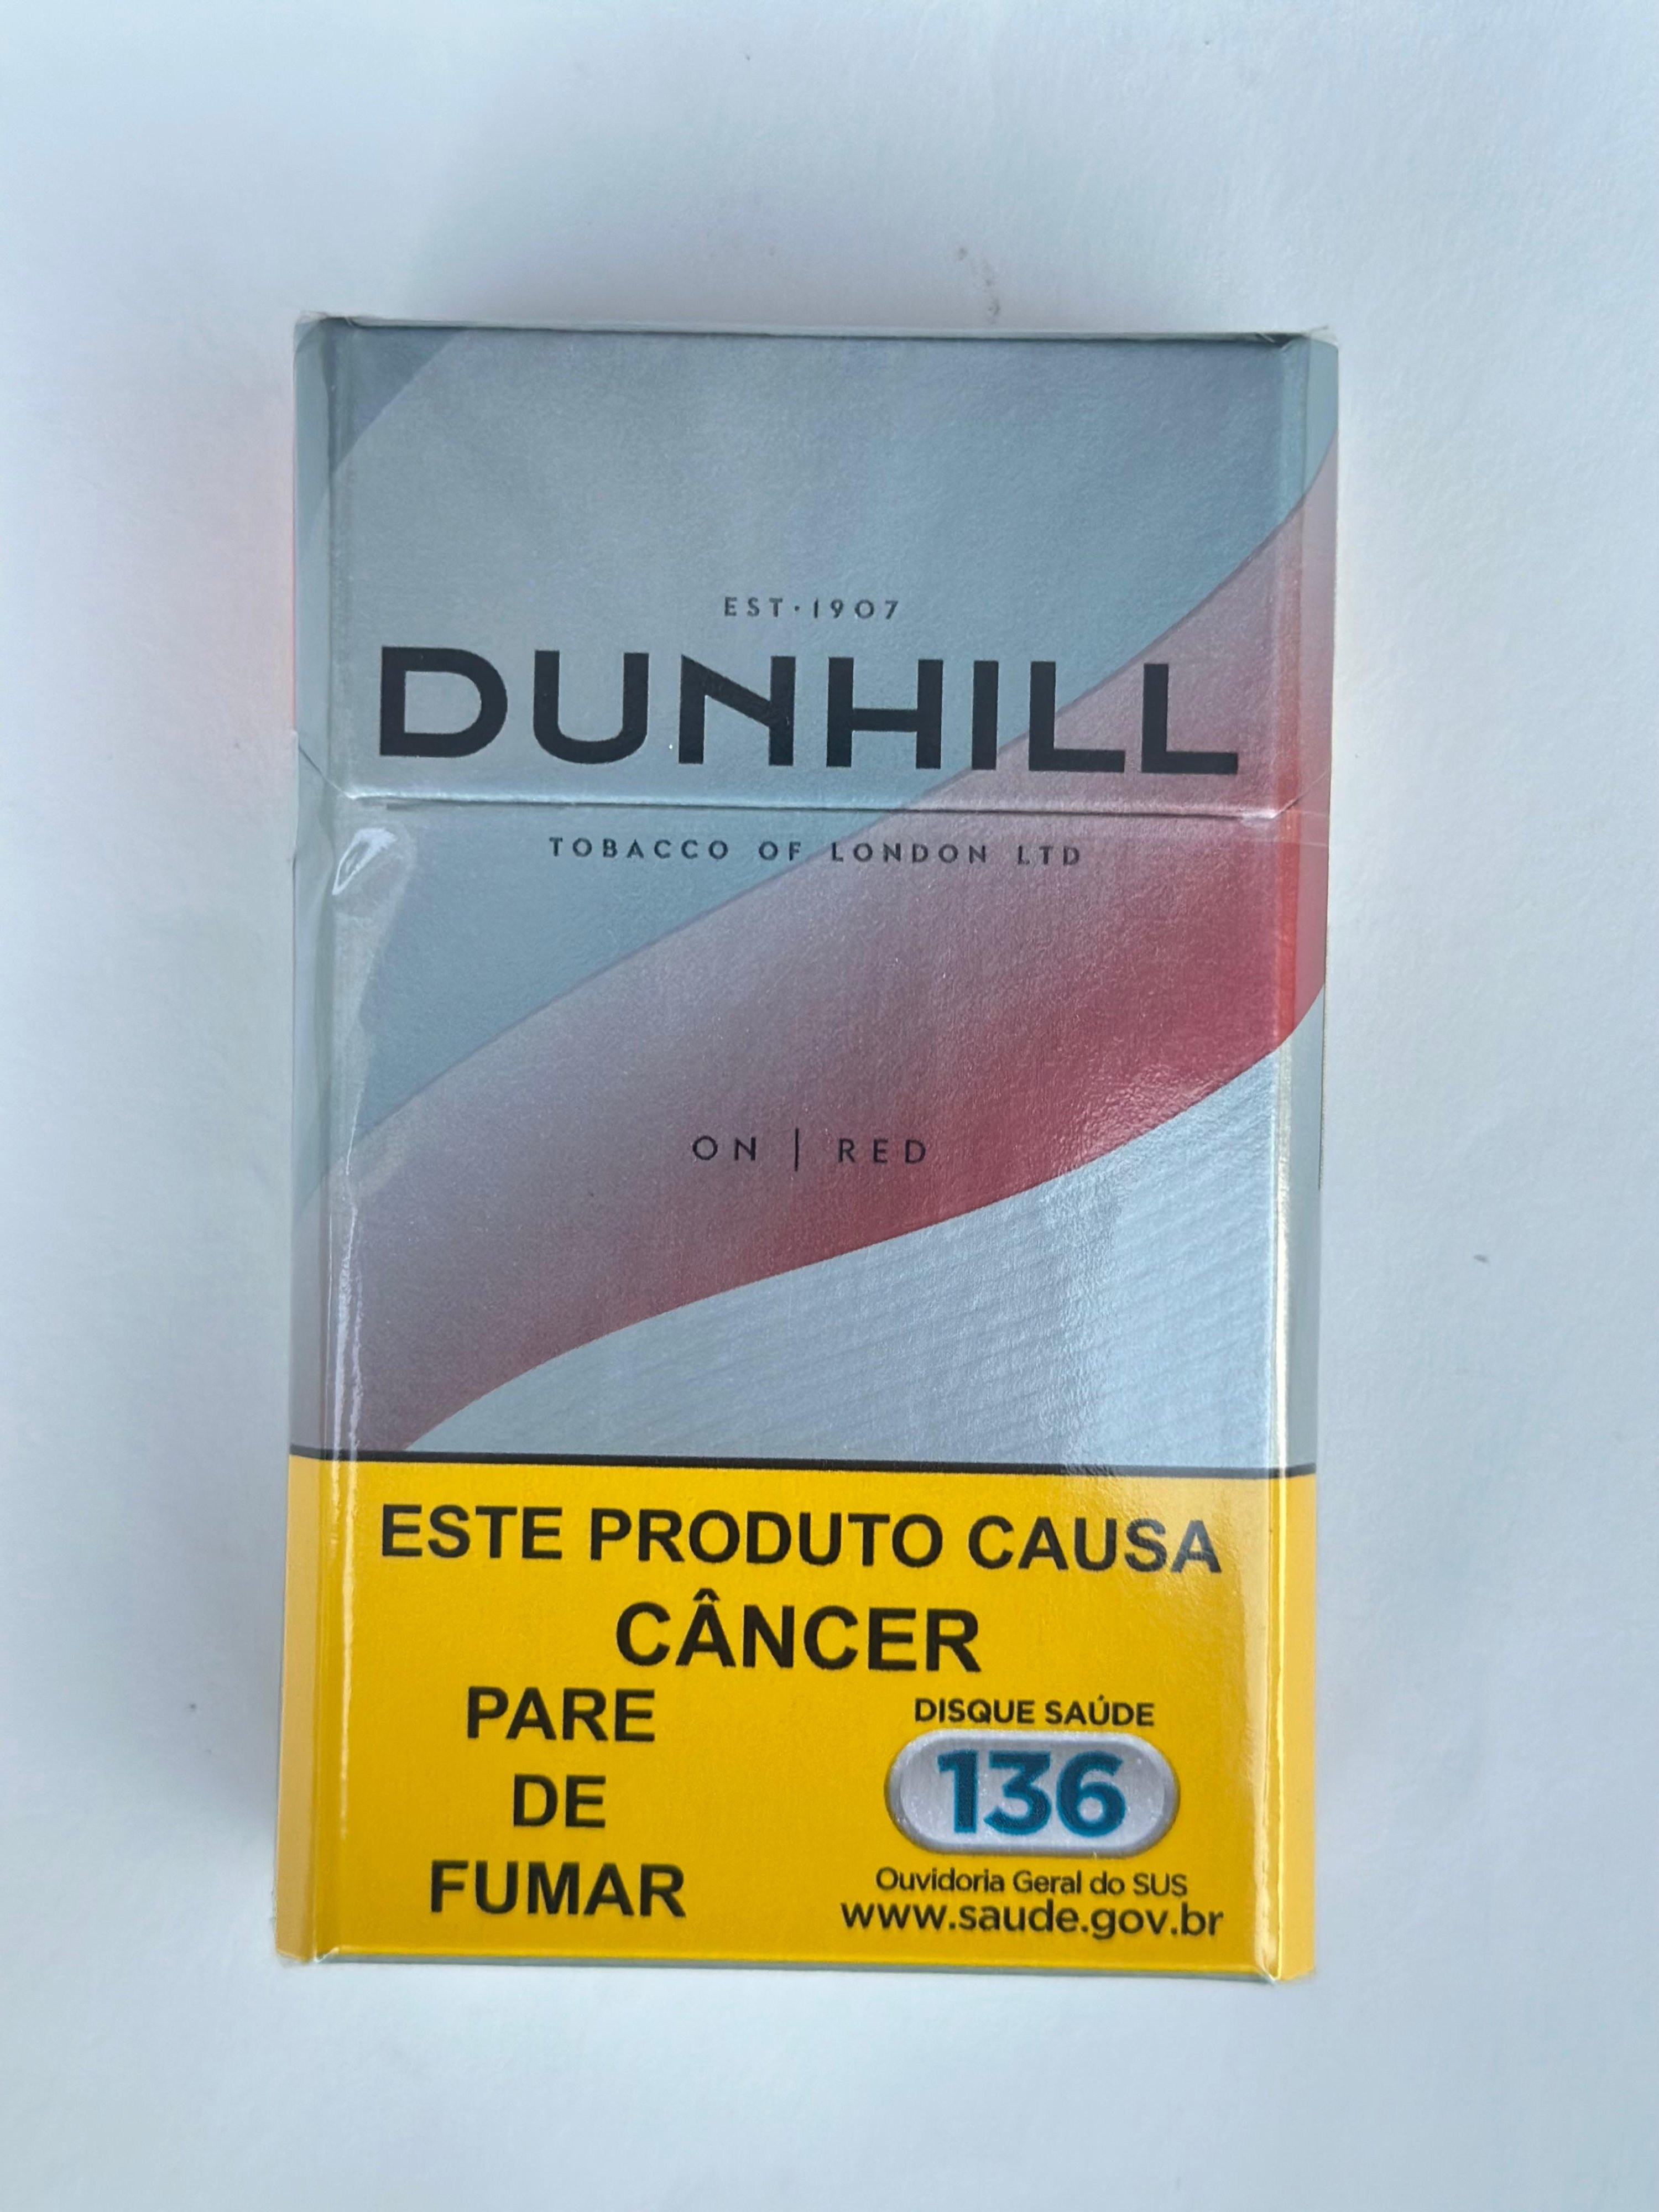 EST·1907
DUNHILL
TOBACCO OF LONDON LTD
ON | RED
ESTE PRODUTO CAUSA
CÂNCER
PARE
DE
FUMAR
DISQUE SAÚDE
136
Ouvidoria Geral do SUS
www.saude.gov.br